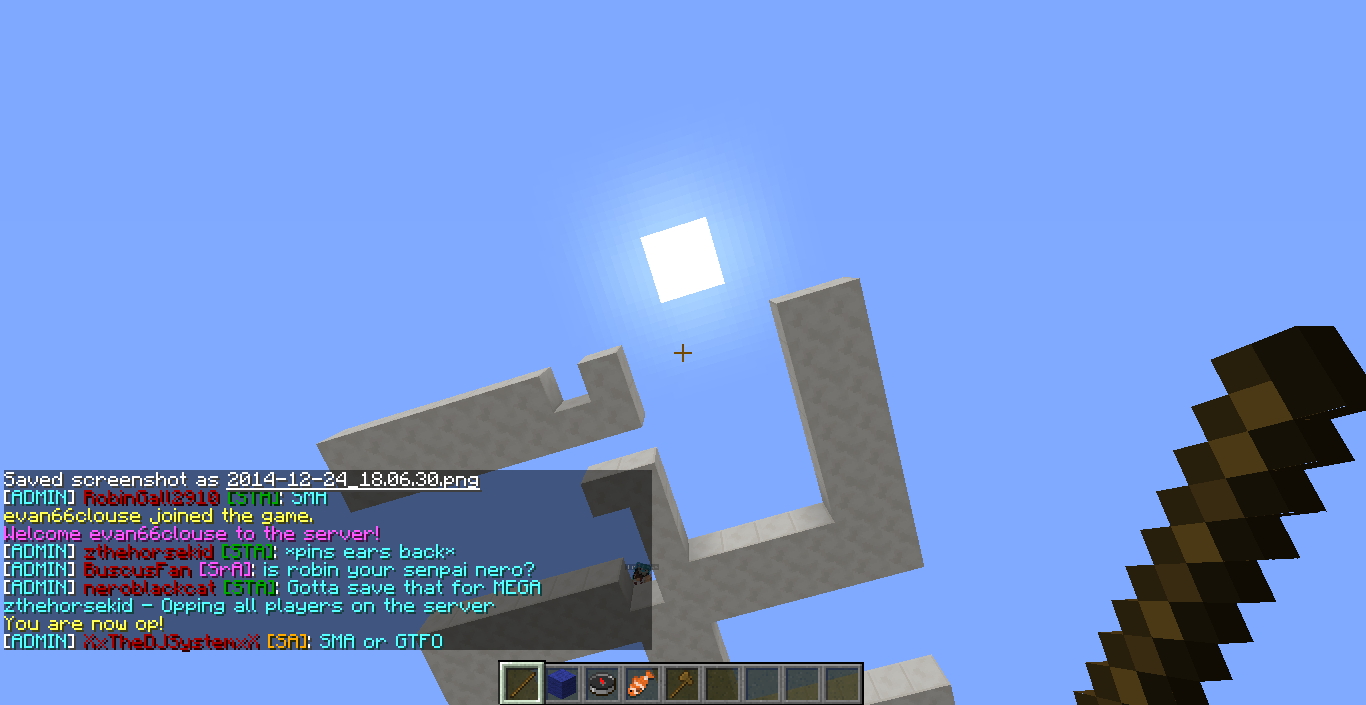 Saved screenshot as 2014-12-24_18.06.30.png
[ADMIN] RobinGall2910 [STA]: SMA
evan66clouse joined the game.
Welcome evan66clouse to the server!
[ADMIN] zthehorsekid [STA]: *pins ears back*
[ADMIN] BuscusFan [SrA]: is robin your senpai nero?
[ADMIN] neroblackcat [STA]: Gotta save that for MEGA
zthehorsekid - Opping all players on the server
You are now op!
[ADMIN] XxTheDJSystemxX [SA]: SMA or GTFO